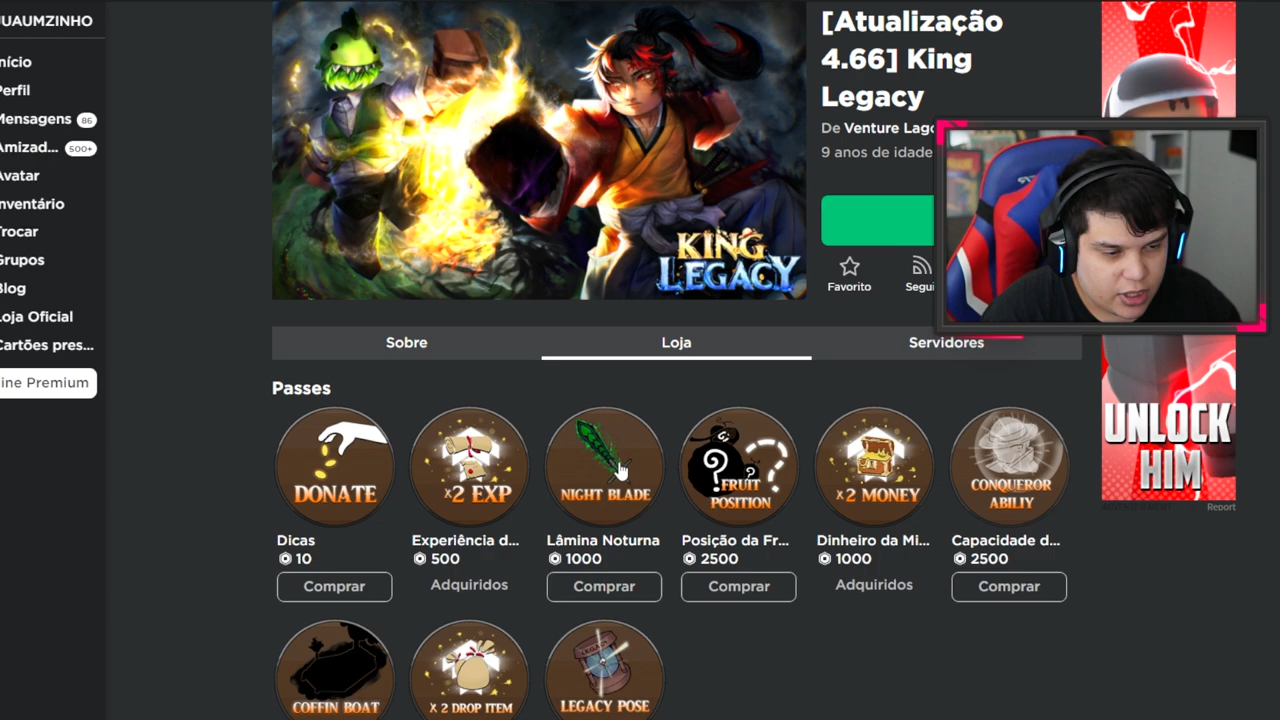 JUAUMZINHO
nício
Perfil
Mensagens 86
Amizad... 500+
Avatar
nventário
Trocar
Grupos
Blog
Loja Oficial
Cartões pres...
ine Premium
KING
LEGACY
[Atualização
4.66] King
Legacy
De Venture Lago
9 anos de idade
Favorito
Segui
Sobre
Loja
Servidores
Passes
DONATE
x2 EXP
NIGHT BLADE
FRUIT
POSITION
x2 MONEY
CONQUEROR
ABILIY
Dicas
Experiência d...
Lâmina Noturna
Posição da Fr...
Dinheiro da Mi...
Capacidade d...
10
500
1000
2500
1000
2500
Comprar
Adquiridos
Comprar
Comprar
Adquiridos
Comprar
COFFIN BOAT
x 2 DROP ITEM
LEGACY POSE
UNLOCK
HIM
ADVERTISEMENT
Report